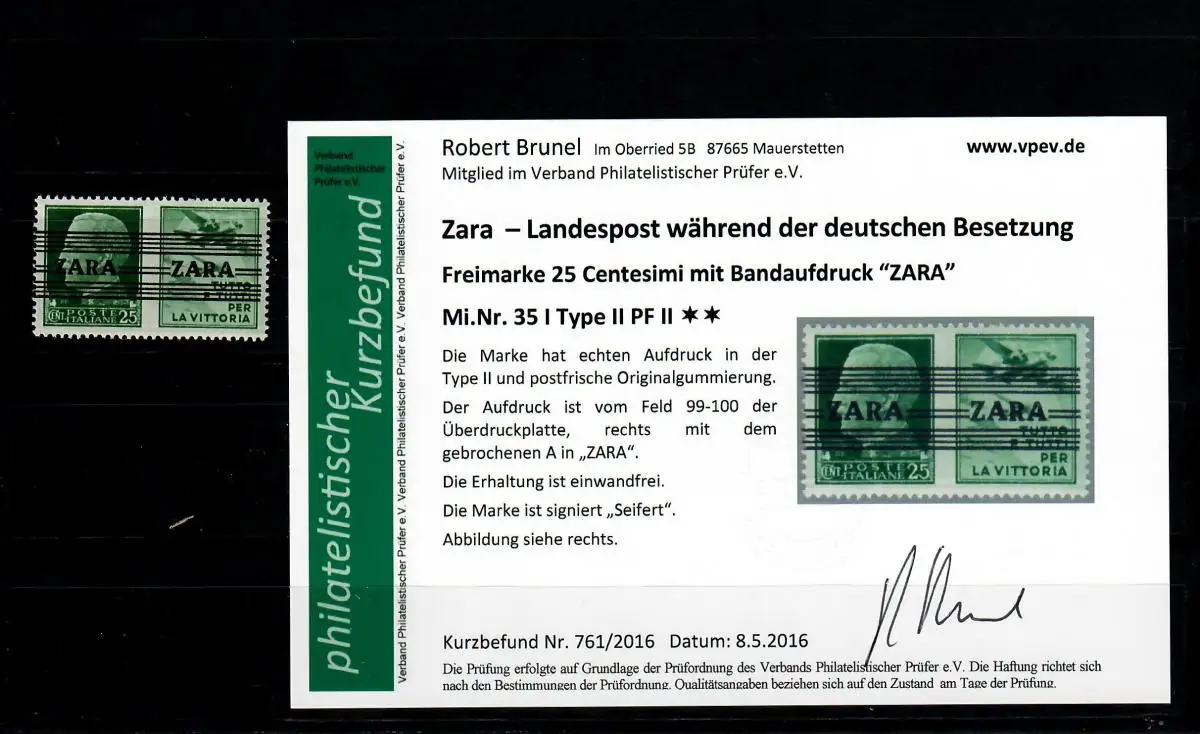 ZARA ZARA
TUTTO
E TUTTI
PER
LA VITTORIA
CENT POSTE ITALIANE 25
Verband
Philatelistischer
Prüfer e.V.
philatelistischer
Kurzbefund
Verband Philatelistischer Prüfer e.V. Verband Philatelistischer Prüfer e.V. Verband Philatelistischer Prüfer e.V.
Robert Brunel Im Oberried 5B 87665 Mauerstetten
www.vpev.de
Mitglied im Verband Philatelistischer Prüfer e.V.
Zara – Landespost während der deutschen Besetzung
Freimarke 25 Centesimi mit Bandaufdruck “ZARA”
Mi.Nr. 35 I Type II PF II ✶✶
Die Marke hat echten Aufdruck in der
Type II und postfrische Originalgummierung.
Der Aufdruck ist vom Feld 99-100 der
Überdruckplatte, rechts mit dem
gebrochenen A in „ZARA“.
Die Erhaltung ist einwandfrei.
Die Marke ist signiert „Seifert“.
Abbildung siehe rechts.
ZARA ZARA
TUTTO
E TUTTI
PER
LA VITTORIA
CENT POSTE ITALIANE 25
Kurzbefund Nr. 761/2016 Datum: 8.5.2016
Die Prüfung erfolgte auf Grundlage der Prüfordnung des Verbands Philatelistischer Prüfer e.V. Die Haftung richtet sich
nach den Bestimmungen der Prüfordnung. Qualitätsangaben beziehen sich auf den Zustand am Tage der Prüfung.